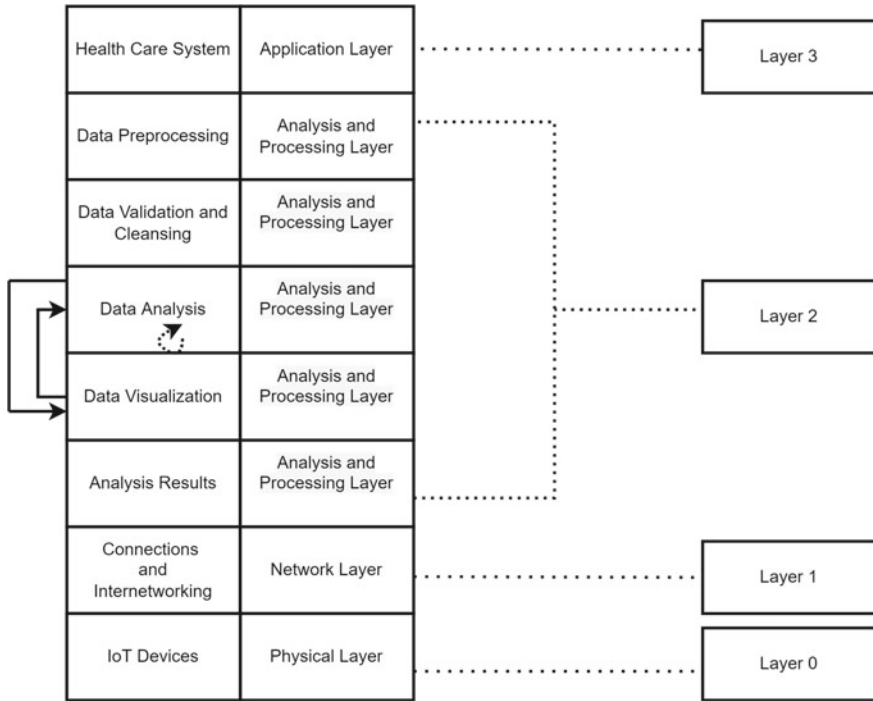 Health Care System
Application Layer
Layer 3
Data Preprocessing
Analysis and
Processing Layer
Data Validation and
Cleansing
Analysis and
Processing Layer
Data Analysis
Analysis and
Processing Layer
Layer 2
Data Visualization
Analysis and
Processing Layer
Analysis Results
Analysis and
Processing Layer
Connections
and
Internetworking
Network Layer
Layer 1
IoT Devices
Physical Layer
Layer 0